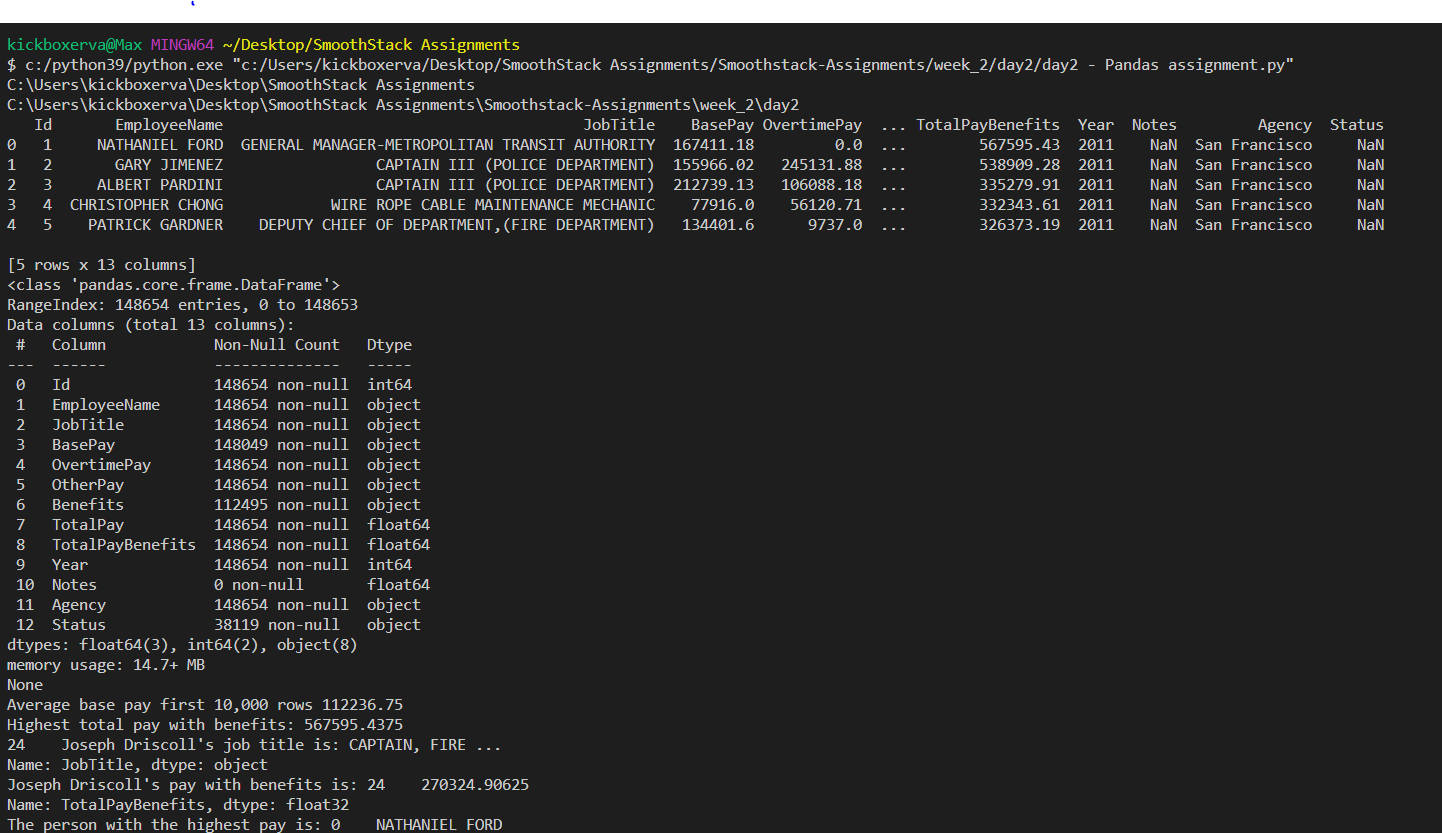 kickboxerva@Max MINGW64 ~/Desktop/SmoothStack Assignments
$ c:/python39/python.exe "c:/Users/kickboxerva/Desktop/SmoothStack Assignments/Smoothstack-Assignments/week_2/day2/day2 - Pandas assignment.py"
C:\Users\kickboxerva\Desktop\SmoothStack Assignments
C:\Users\kickboxerva\Desktop\SmoothStack Assignments\Smoothstack-Assignments\week_2\day2
   Id       EmployeeName                                        JobTitle    BasePay OvertimePay  ... TotalPayBenefits  Year  Notes         Agency  Status
0   1     NATHANIEL FORD  GENERAL MANAGER-METROPOLITAN TRANSIT AUTHORITY  167411.18         0.0  ...        567595.43  2011    NaN  San Francisco     NaN
1   2       GARY JIMENEZ                 CAPTAIN III (POLICE DEPARTMENT)  155966.02   245131.88  ...        538909.28  2011    NaN  San Francisco     NaN
2   3     ALBERT PARDINI                 CAPTAIN III (POLICE DEPARTMENT)  212739.13   106088.18  ...        335279.91  2011    NaN  San Francisco     NaN
3   4  CHRISTOPHER CHONG            WIRE ROPE CABLE MAINTENANCE MECHANIC    77916.0    56120.71  ...        332343.61  2011    NaN  San Francisco     NaN
4   5    PATRICK GARDNER    DEPUTY CHIEF OF DEPARTMENT,(FIRE DEPARTMENT)   134401.6      9737.0  ...        326373.19  2011    NaN  San Francisco     NaN
[5 rows x 13 columns]
<class 'pandas.core.frame.DataFrame'>
RangeIndex: 148654 entries, 0 to 148653
Data columns (total 13 columns):
 #   Column            Non-Null Count   Dtype
---  ------            --------------   -----
 0   Id                148654 non-null  int64
 1   EmployeeName      148654 non-null  object
 2   JobTitle          148654 non-null  object
 3   BasePay           148049 non-null  object
 4   OvertimePay       148654 non-null  object
 5   OtherPay          148654 non-null  object
 6   Benefits          112495 non-null  object
 7   TotalPay          148654 non-null  float64
 8   TotalPayBenefits  148654 non-null  float64
 9   Year              148654 non-null  int64
 10  Notes             0 non-null       float64
 11  Agency            148654 non-null  object
 12  Status            38119 non-null   object
dtypes: float64(3), int64(2), object(8)
memory usage: 14.7+ MB
None
Average base pay first 10,000 rows 112236.75
Highest total pay with benefits: 567595.4375
24    Joseph Driscoll's job title is: CAPTAIN, FIRE ...
Name: JobTitle, dtype: object
Joseph Driscoll's pay with benefits is: 24    270324.90625
Name: TotalPayBenefits, dtype: float32
The person with the highest pay is: 0    NATHANIEL FORD